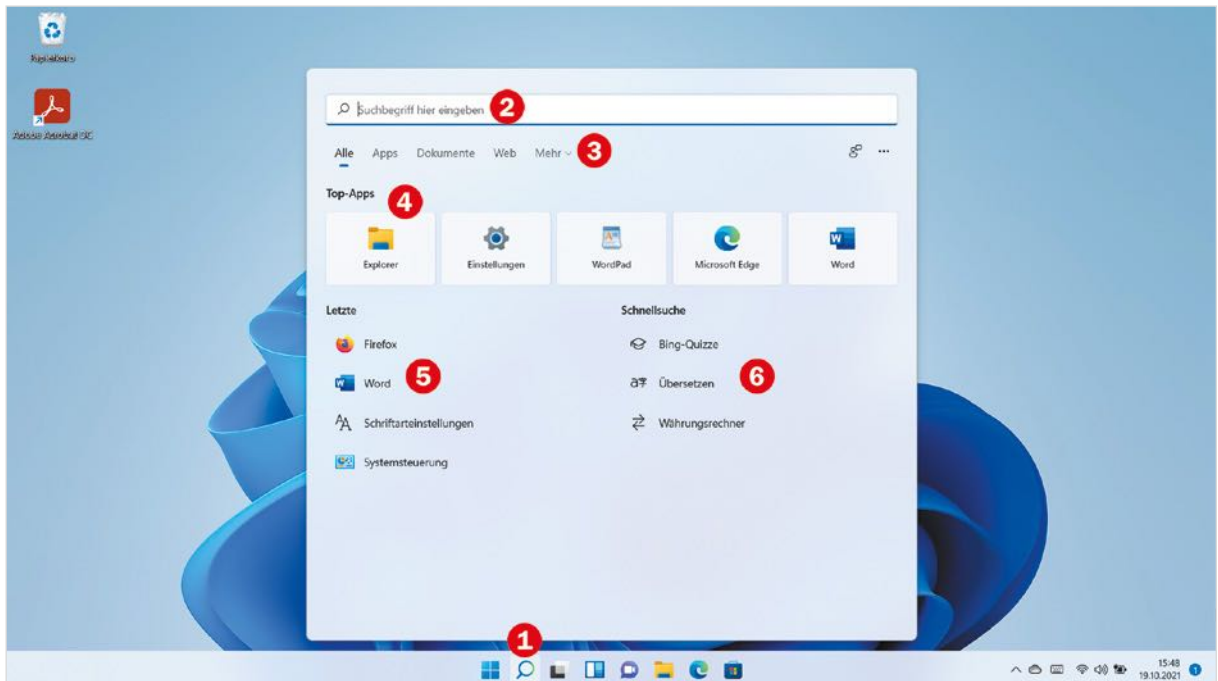 Papierkorb
Adobe Acrobat DC
Suchbegriff hier eingeben 2
Alle Apps Dokumente Web Mehr 3
Top-Apps 4
Explorer Einstellungen WordPad Microsoft Edge Word
Letzte Schnellsuche
Firefox Bing-Quizze
Word 5 Übersetzen 6
Schriftarteinstellungen Währungsrechner
Systemsteuerung
1
15:48
19.10.2021 1